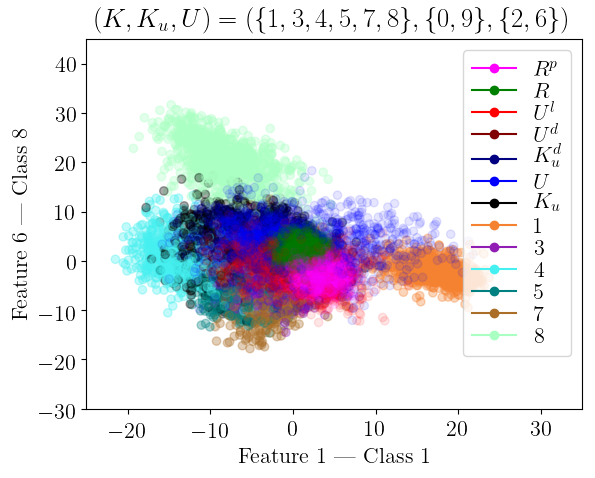 (K, K_u, U) = ({1, 3, 4, 5, 7, 8}, {0, 9}, {2, 6})
Feature 6 — Class 8
40
30
20
10
0
−10
−20
−30
−20
−10
0
10
20
30
Feature 1 — Class 1
R^p
R
U^l
U^d
K_u^d
U
K_u
1
3
4
5
7
8